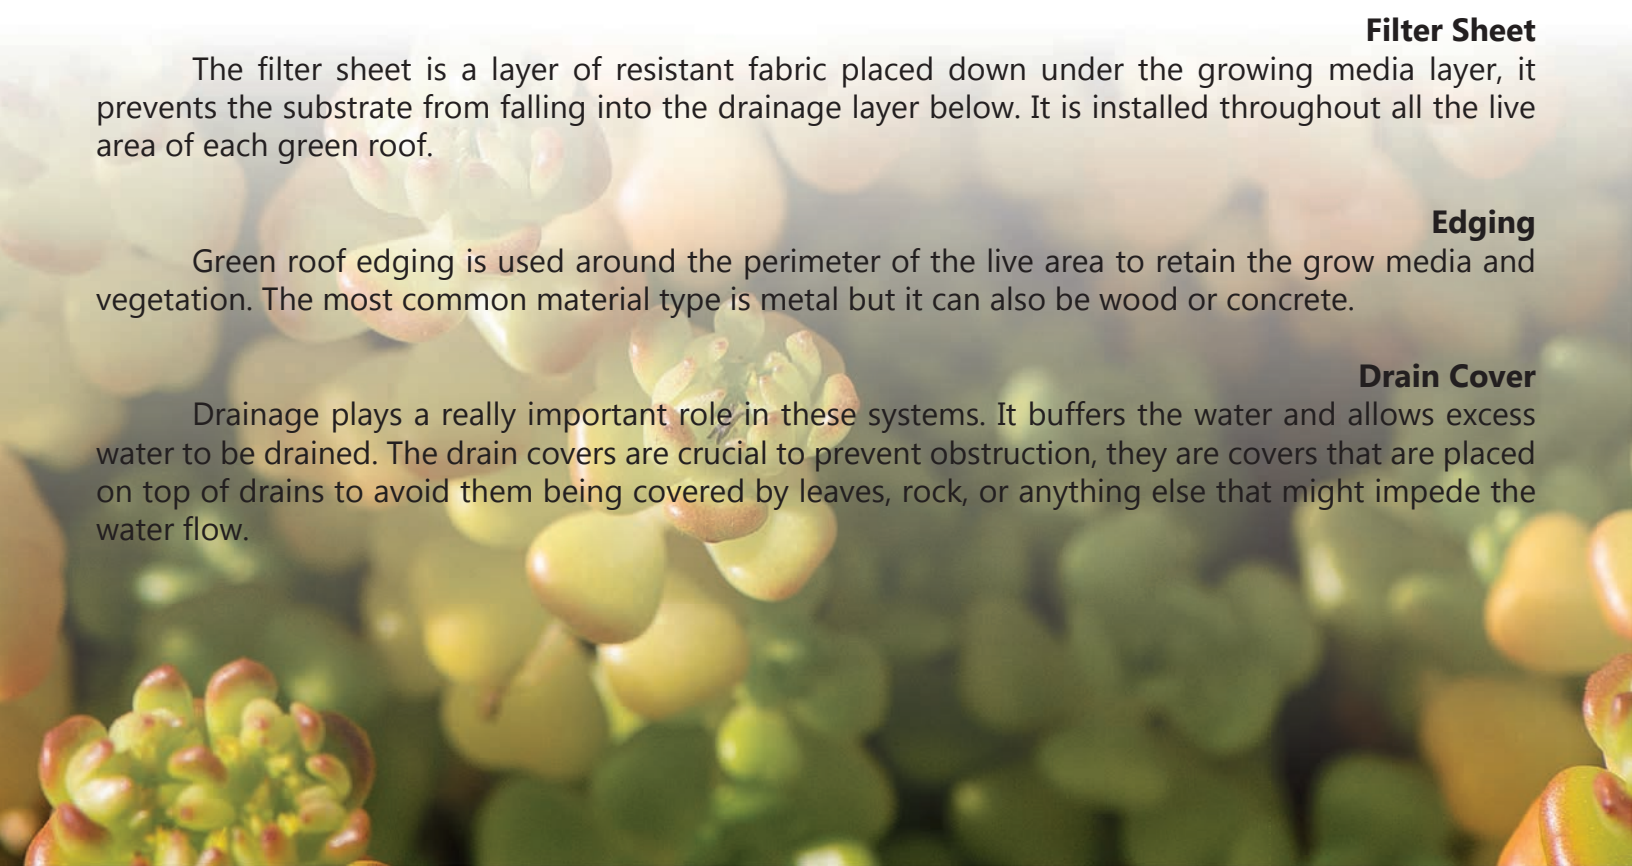 Filter Sheet
The filter sheet is a layer of resistant fabric placed down under the growing media layer, it
prevents the substrate from falling into the drainage layer below. It is installed throughout all the live
area of each green roof.
Edging
Green roof edging is used around the perimeter of the live area to retain the grow media and
vegetation. The most common material type is metal but it can also be wood or concrete.
Drain Cover
Drainage plays a really important role in these systems. It buffers the water and allows excess
water to be drained. The drain covers are crucial to prevent obstruction, they are covers that are placed
on top of drains to avoid them being covered by leaves, rock, or anything else that might impede the
water flow.